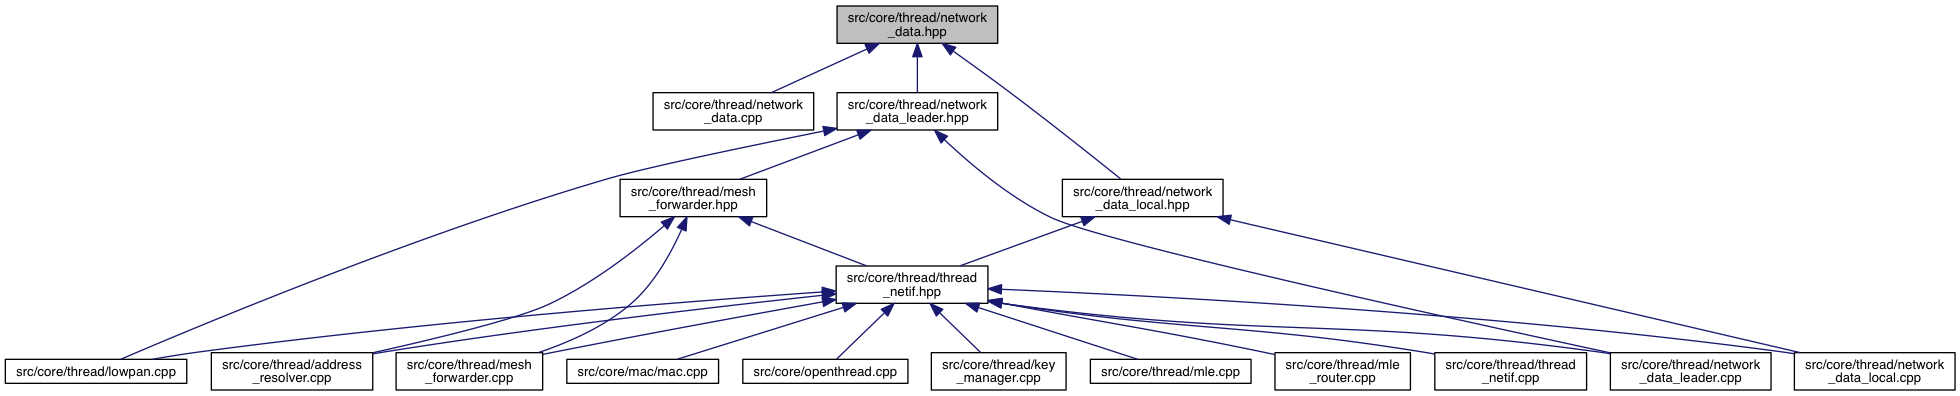 src/core/thread/network
_data.hpp
src/core/thread/network
_data.cpp
src/core/thread/network
_data_leader.hpp
src/core/thread/mesh
_forwarder.hpp
src/core/thread/network
_data_local.hpp
src/core/thread/thread
_netif.hpp
src/core/thread/lowpan.cpp
src/core/thread/address
_resolver.cpp
src/core/thread/mesh
_forwarder.cpp
src/core/mac/mac.cpp
src/core/openthread.cpp
src/core/thread/key
_manager.cpp
src/core/thread/mle.cpp
src/core/thread/mle
_router.cpp
src/core/thread/thread
_netif.cpp
src/core/thread/network
_data_leader.cpp
src/core/thread/network
_data_local.cpp